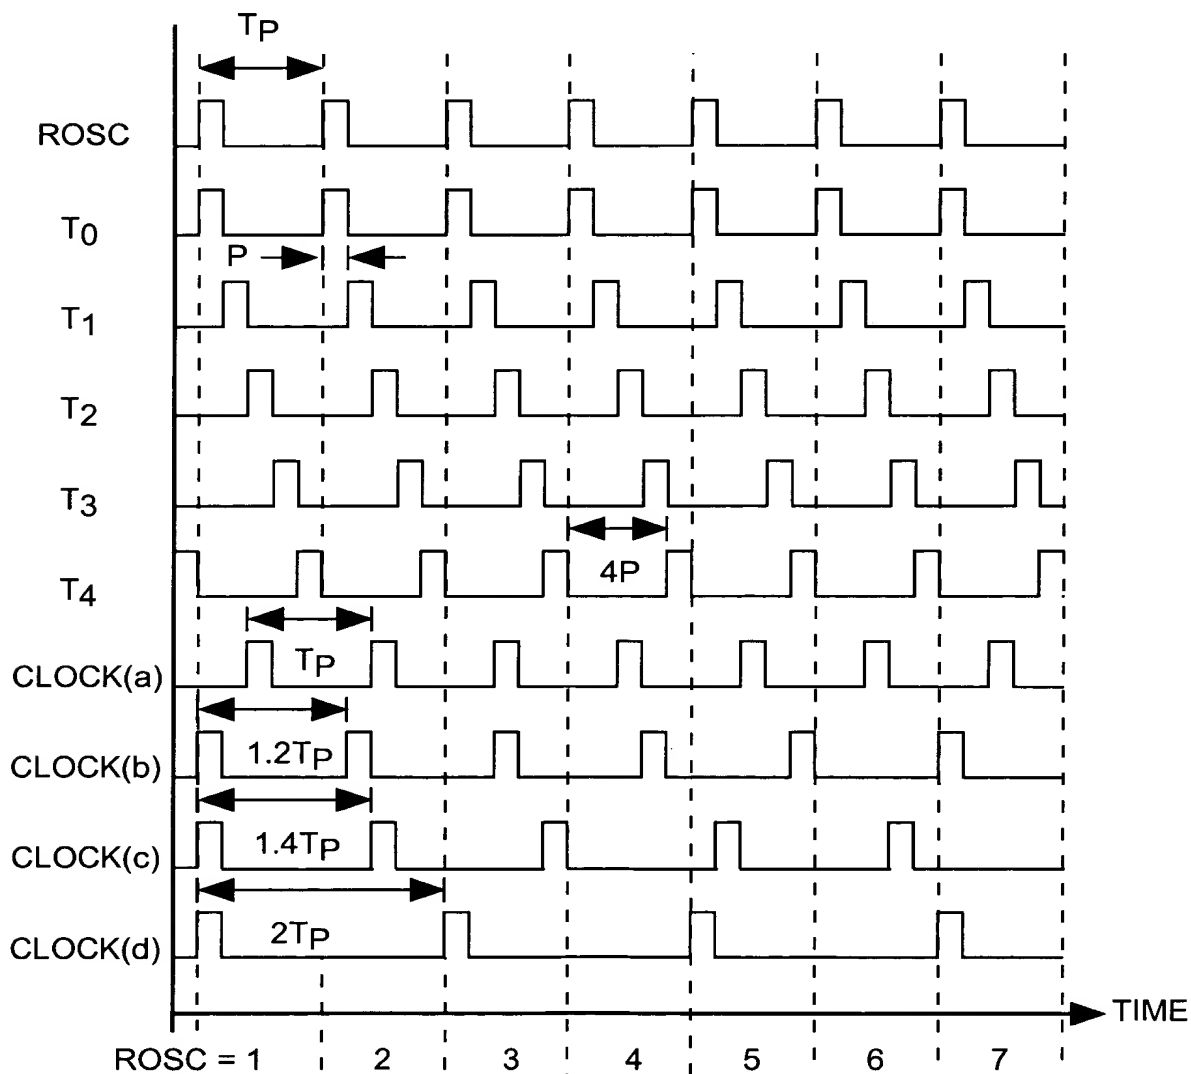 TP
ROSC
T0
P
T1
T2
T3
4P
T4
TP
CLOCK(a)
1.2TP
CLOCK(b)
1.4TP
CLOCK(c)
2TP
CLOCK(d)
TIME
ROSC = 1 2 3 4 5 6 7